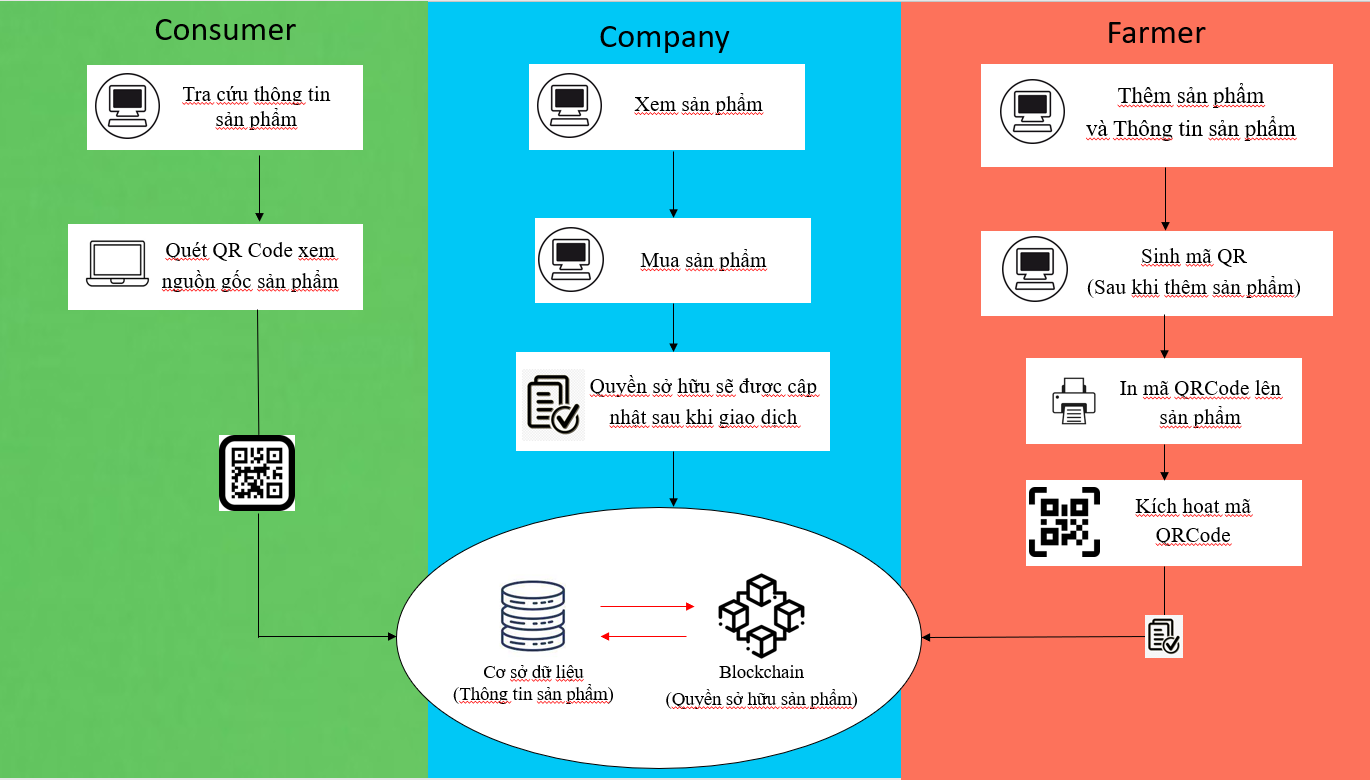 Consumer
Tra cứu thông tin
sản phẩm
Quét QR Code xem
nguồn gốc sản phẩm
Company
Xem sản phẩm
Mua sản phẩm
Quyền sở hữu sẽ được cập
nhật sau khi giao dịch
Farmer
Thêm sản phẩm
và Thông tin sản phẩm
Sinh mã QR
(Sau khi thêm sản phẩm)
In mã QRCode lên
sản phẩm
Kích hoạt mã
QRCode
Cơ sở dữ liệu
(Thông tin sản phẩm)
Blockchain
(Quyền sở hữu sản phẩm)